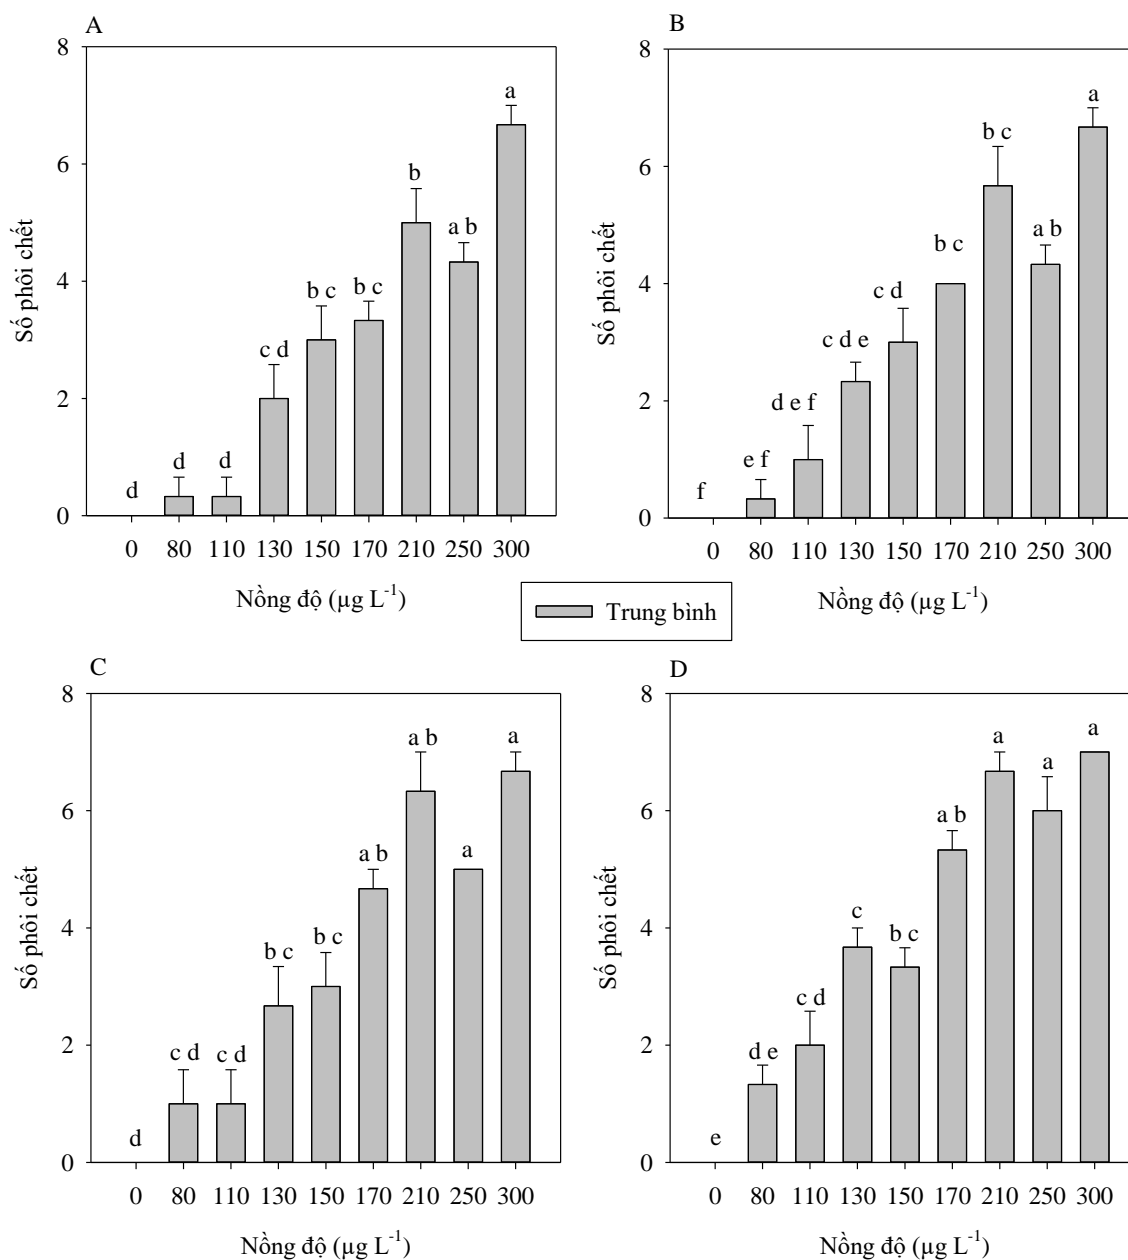 A
8
6
4
2
0
Số phôi chết
d
d
d
c d
b c
b c
b
a b
a
0 80 110 130 150 170 210 250 300
Nồng độ (µg L-1)
B
8
6
4
2
0
Số phôi chết
f
e f
d e f
c d e
c d
b c
b c
a b
a
0 80 110 130 150 170 210 250 300
Nồng độ (µg L-1)
Trung bình
C
8
6
4
2
0
Số phôi chết
d
c d
c d
b c
b c
a b
a b
a
a
0 80 110 130 150 170 210 250 300
Nồng độ (µg L-1)
D
8
6
4
2
0
Số phôi chết
e
d e
c d
c
b c
a b
a
a
a
0 80 110 130 150 170 210 250 300
Nồng độ (µg L-1)